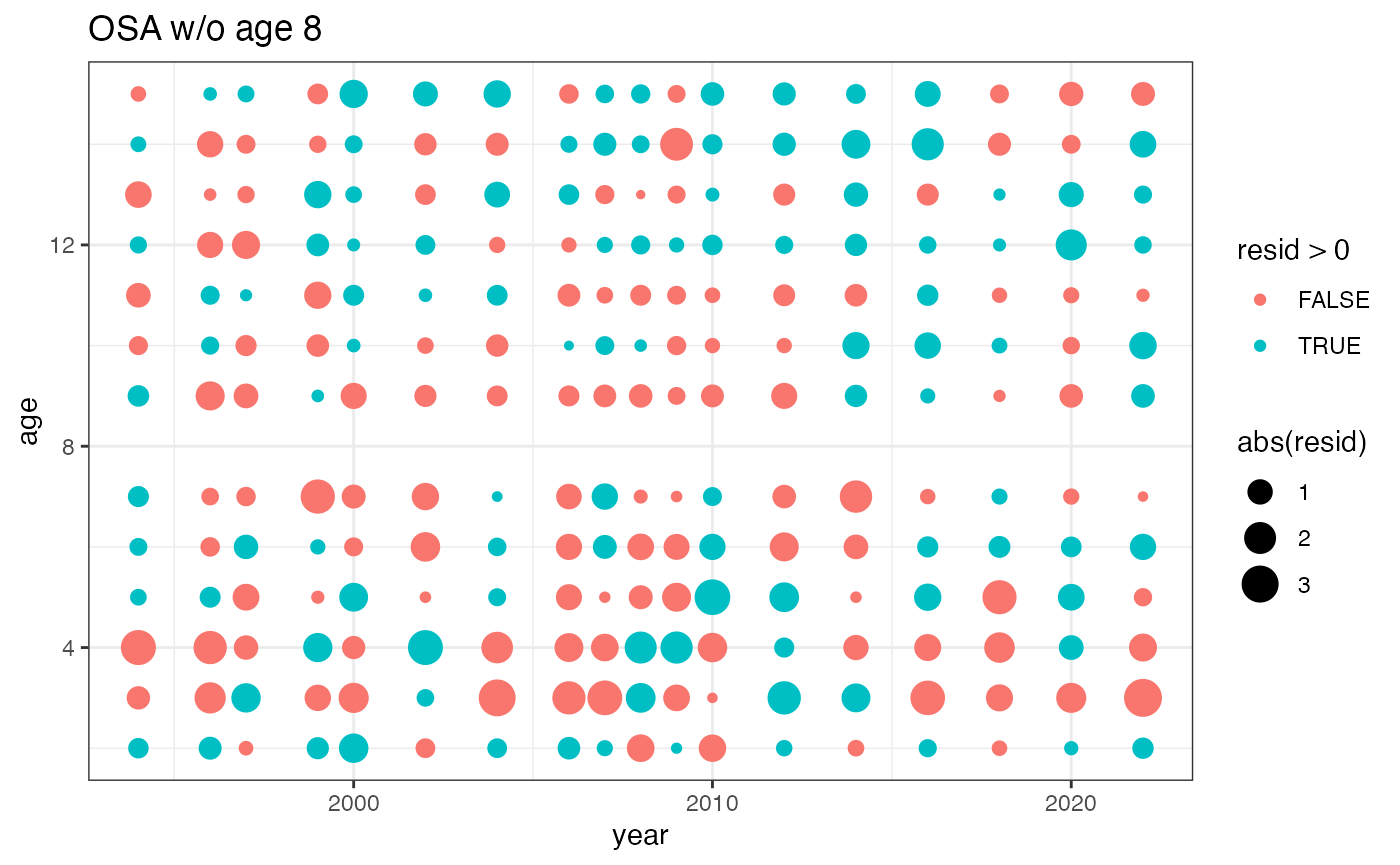 OSA w/o age 8
12
8
4
age
2000
2010
2020
year
resid > 0
FALSE
TRUE
abs(resid)
1
2
3